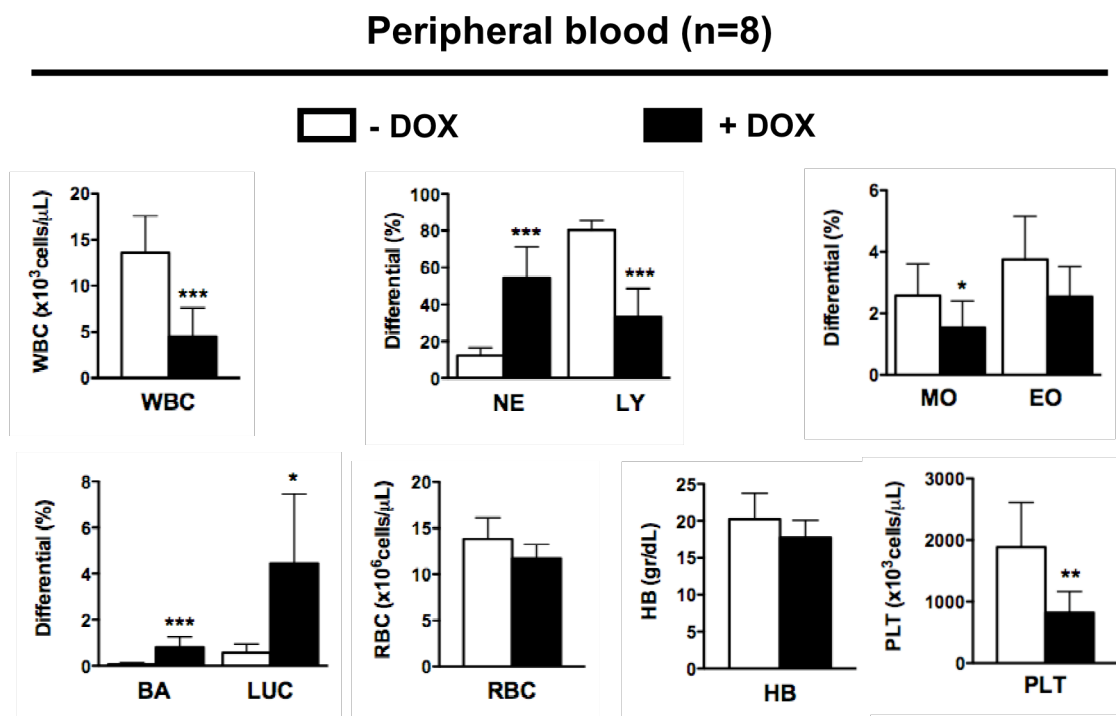 Peripheral blood (n=8)
- DOX
+ DOX
WBC (x10³cells/µL)
20
15
10
5
0
***
WBC
Differential (%)
100
80
60
40
20
0
***
***
NE LY
Differential (%)
6
4
2
0
*
MO EO
Differential (%)
8
6
4
2
0
***
*
BA LUC
RBC (x10⁶cells/µL)
20
15
10
5
0
RBC
HB (gr/dL)
25
20
15
10
5
0
HB
PLT (x10³cells/µL)
3000
2000
1000
0
**
PLT